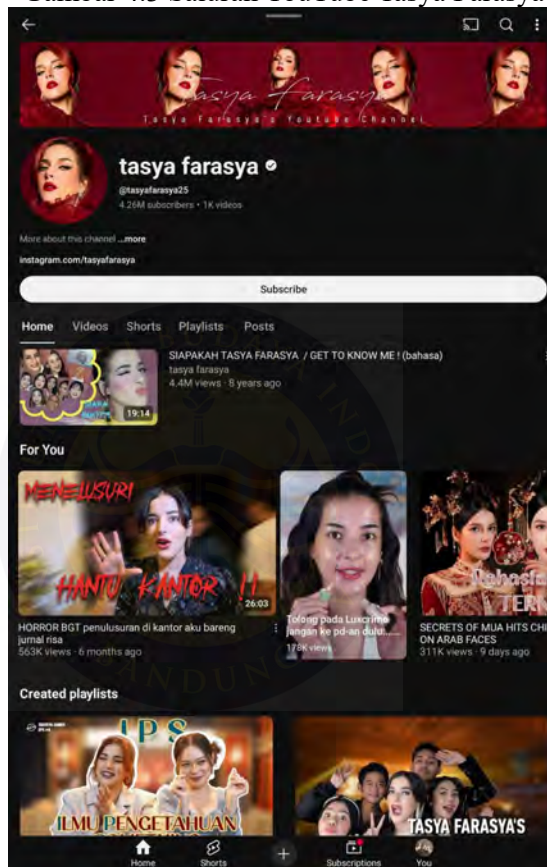 Tasya Farasya
Tasya Farasya's Youtube Channel
tasya farasya
@tasyafarasya25
4.26M subscribers • 1K videos
More about this channel ...more
instagram.com/tasyafarasya
Subscribe
Home Videos Shorts Playlists Posts
SIAPAKAH TASYA FARASYA / GET TO KNOW ME ! (bahasa)
tasya farasya
4.4M views · 8 years ago
19:14
For You
MENELUSURI
HANTU KANTOR !!
26:03
HORROR BGT penulusuran di kantor aku bareng
jurnal risa
563K views · 6 months ago
Tolong pada Luxcrime
jangan ke pd-an dulu......
178K views
Rahasia
SECRETS OF MUA HITS CHI
ON ARAB FACES
311K views · 9 days ago
BANDUNG
Created playlists
I P S
ILMU PENGETAHUAN
TASYA FARASYA'S
Home Shorts + Subscriptions You